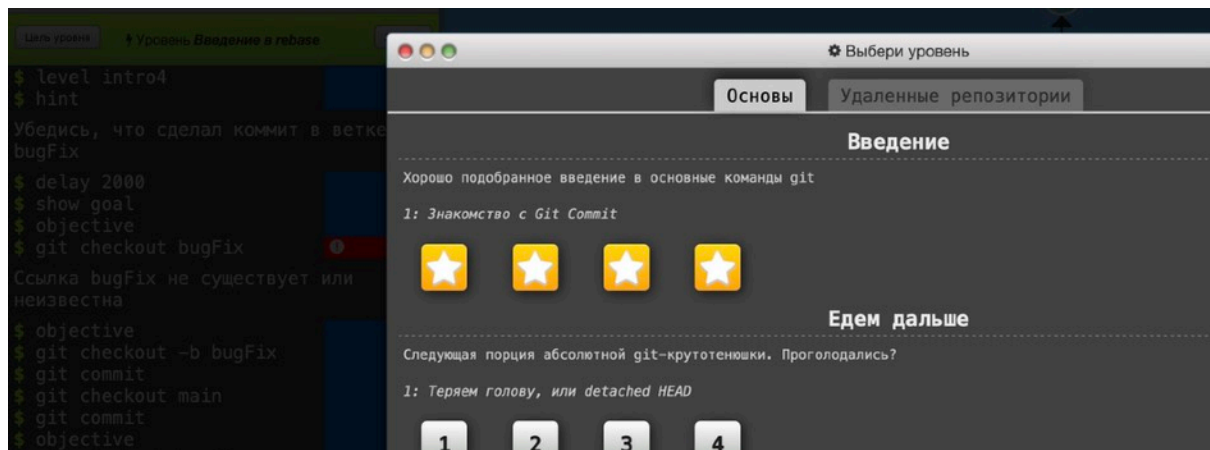 Цель уровня
Уровень Введение в rebase
$ level intro4
$ hint
Убедись, что сделал коммит в ветке
bugFix
$ delay 2000
$ show goal
$ objective
$ git checkout bugFix
Ссылка bugFix не существует или
неизвестна
$ objective
$ git checkout -b bugFix
$ git commit
$ git checkout main
$ git commit
$ objective
Выбери уровень
Основы
Удаленные репозитории
Введение
Хорошо подобранное введение в основные команды git
1: Знакомство с Git Commit
Едем дальше
Следующая порция абсолютной git-крутотенюшки. Проголодались?
1: Теряем голову, или detached HEAD
1 2 3 4